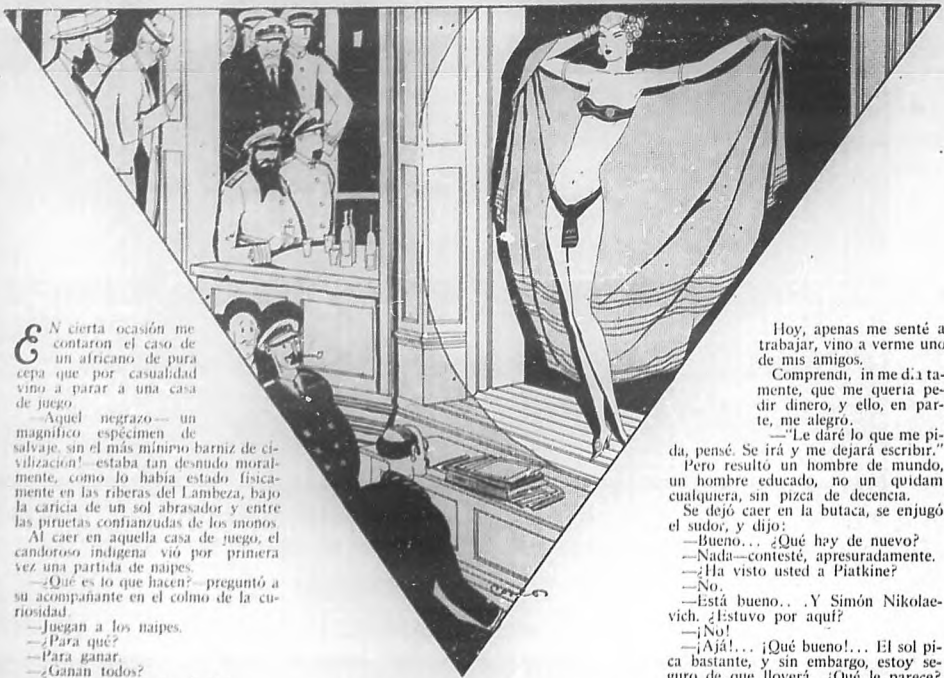 EN cierta ocasión me
contaron el caso de
un africano de pura
cepa que por casualidad
vino a parar a una casa
de juego.
—Aquel negrazo— un
magnífico espécimen de
salvaje, sin el más mínimo barniz de ci-
vilización!—estaba tan desnudo moral-
mente, como lo había estado física-
mente en las riberas del Lambeza, bajo
la caricia de un sol abrasador y entre
las piruetas confianzudas de los monos.
Al caer en aquella casa de juego, el
candoroso indígena vió por primera
vez una partida de naipes.
—¿Qué es lo que hacen?—preguntó a
su acompañante en el colmo de la cu-
riosidad.
—Juegan a los naipes.
—¿Para qué?
—Para ganar.
—¿Ganan todos?
Hoy, apenas me senté a
trabajar, vino a verme uno
de mis amigos.
Comprendí, inmedita-
mente, que me quería pe-
dir dinero, y ello, en par-
te, me alegró.
—"Le daré lo que me pi-
da, pensé. Se irá y me dejará escribir."
Pero resultó un hombre de mundo,
un hombre educado, no un quidam
cualquiera, sin pizca de decencia.
Se dejó caer en la butaca, se enjugó
el sudor, y dijo:
—Bueno... ¿Qué hay de nuevo?
—Nada—contesté, apresuradamente.
—¿Ha visto usted a Piatkine?
—No.
—Está bueno.. .Y Simón Nikolae-
vich. ¿Estuvo por aquí?
—¡No!
—¡Ajá!... ¡Qué bueno!... El sol pi-
ca bastante, y sin embargo, estoy se-
guro de que lloverá. ¿Qué le parece?